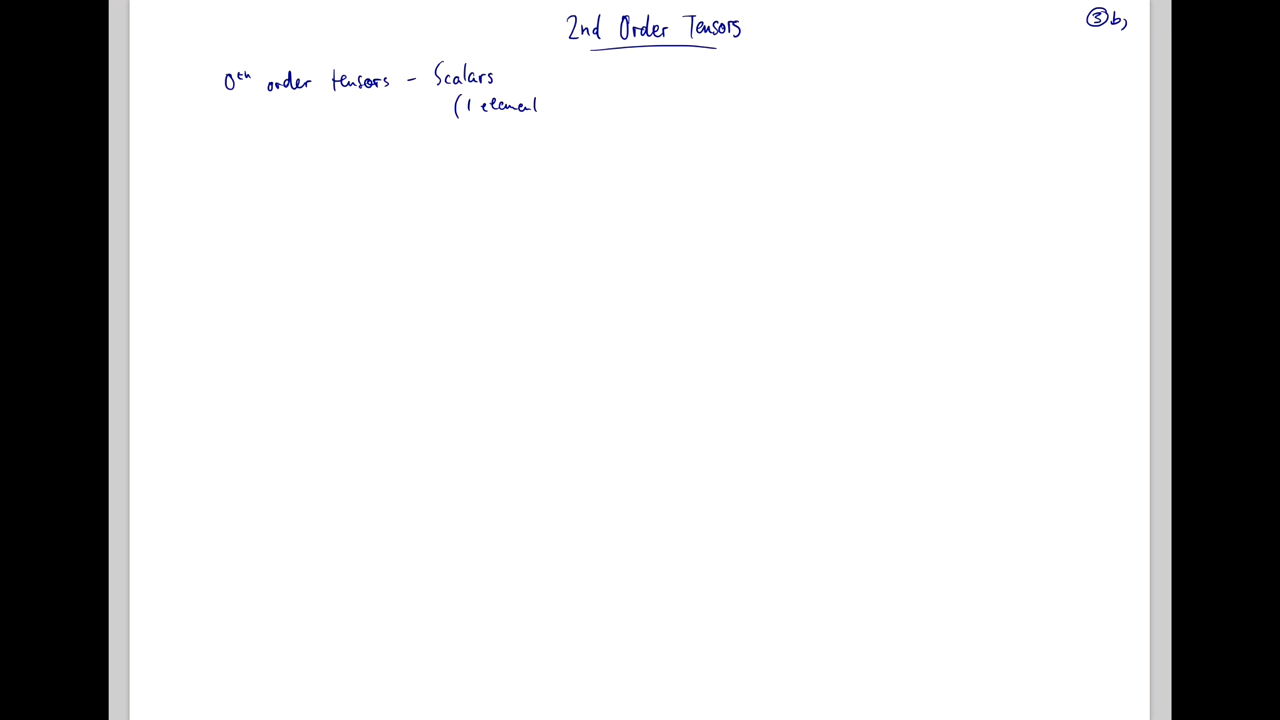 2nd Order Tensors
③b,
0th order tensors - Scalars
(1 element